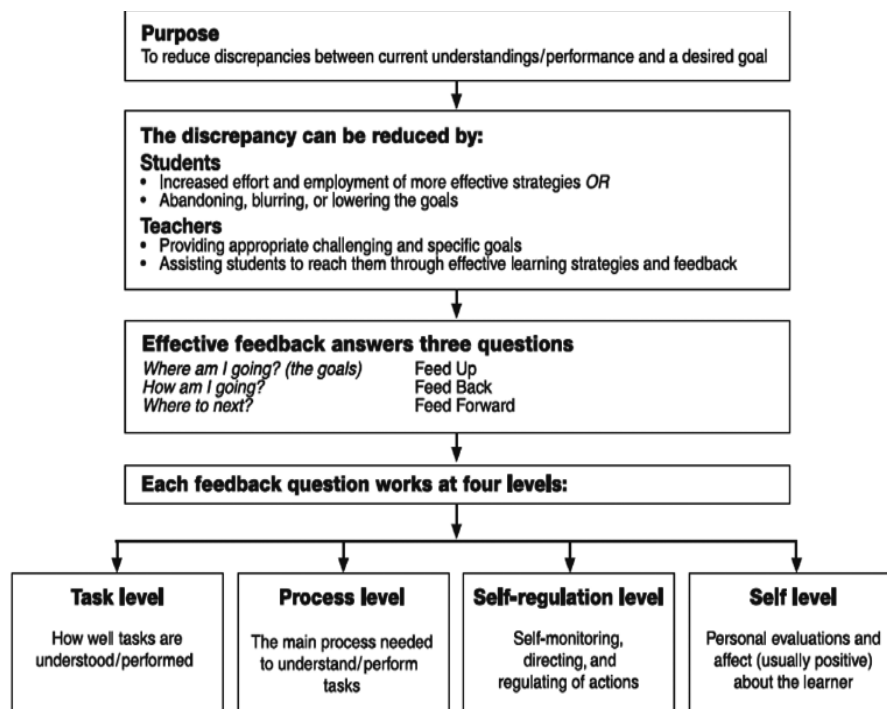 Purpose
To reduce discrepancies between current understandings/performance and a desired goal
The discrepancy can be reduced by:
Students
• Increased effort and employment of more effective strategies OR
• Abandoning, blurring, or lowering the goals
Teachers
• Providing appropriate challenging and specific goals
• Assisting students to reach them through effective learning strategies and feedback
Effective feedback answers three questions
Where am I going? (the goals) Feed Up
How am I going? Feed Back
Where to next? Feed Forward
Each feedback question works at four levels:
Task level
How well tasks are
understood/performed
Process level
The main process needed
to understand/perform
tasks
Self-regulation level
Self-monitoring,
directing, and
regulating of actions
Self level
Personal evaluations and
affect (usually positive)
about the learner